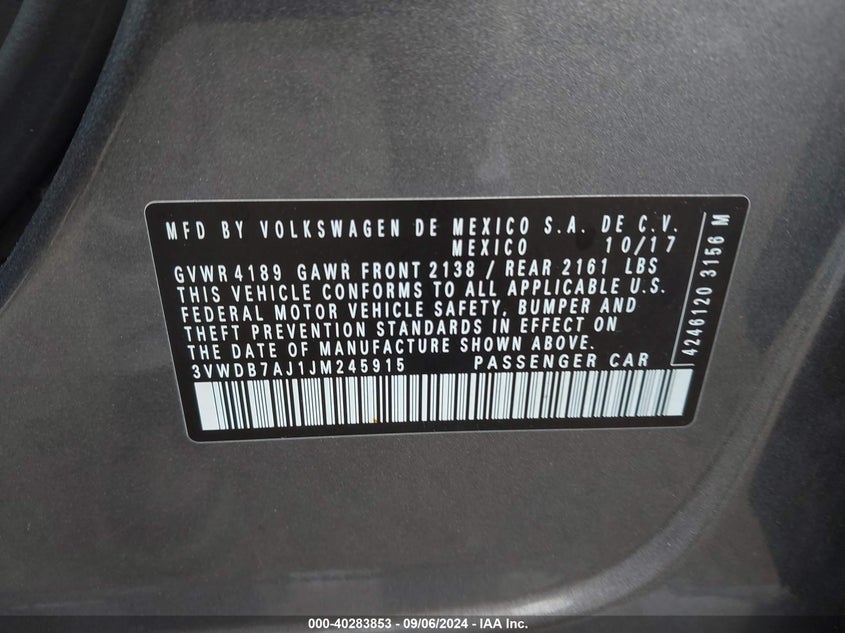 MFD BY VOLKSWAGEN DE MEXICO S.A. DE C.V.
MEXICO 10/17
GVWR 4189 GAWR FRONT 2138 / REAR 2161 LBS
THIS VEHICLE CONFORMS TO ALL APPLICABLE U.S.
FEDERAL MOTOR VEHICLE SAFETY, BUMPER AND
THEFT PREVENTION STANDARDS IN EFFECT ON
THE DATE OF MANUFACTURE SHOWN ABOVE.
3VWDB7AJ1JM245915 PASSENGER CAR
4246120 3156 M
000-40283853 - 09/06/2024 - IAA Inc.